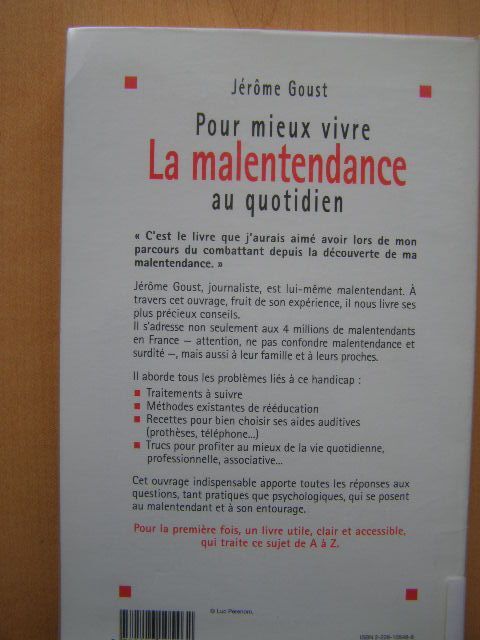 Jérôme Goust
Pour mieux vivre
La malentendance
au quotidien
« C'est le livre que j'aurais aimé avoir lors de mon
parcours du combattant depuis la découverte de ma
malentendance. »
Jérôme Goust, journaliste, est lui-même malentendant. À
travers cet ouvrage, fruit de son expérience, il nous livre ses
plus précieux conseils.
Il s'adresse non seulement aux 4 millions de malentendants
en France — attention, ne pas confondre malentendance et
surdité —, mais aussi à leur famille et à leurs proches.
Il aborde tous les problèmes liés à ce handicap :
■ Traitements à suivre
■ Méthodes existantes de rééducation
■ Recettes pour bien choisir ses aides auditives
(prothèses, téléphone...)
■ Trucs pour profiter au mieux de la vie quotidienne,
professionnelle, associative...
Cet ouvrage indispensable apporte toutes les réponses aux
questions, tant pratiques que psychologiques, qui se posent
au malentendant et à son entourage.
Pour la première fois, un livre utile, clair et accessible,
qui traite ce sujet de A à Z.
© Luc
ISBN